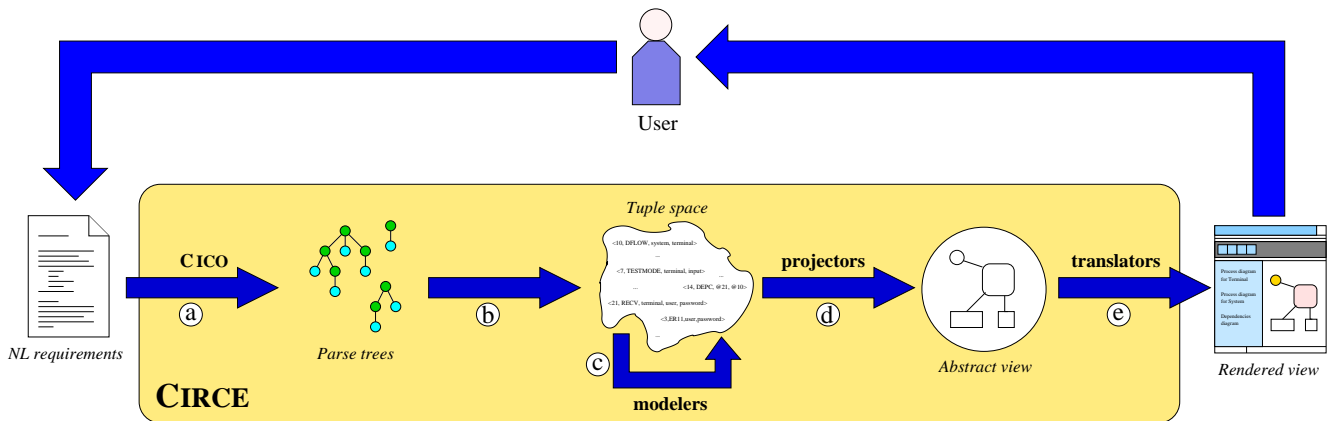 User
Tuple space
<10, DFLOW, system, terminal>
...
CICO
<7, TESTMODE, terminal, input>
...
projectors
translators
...
<14, DEPC, @21, @10>
<21, RECV, terminal, user, password>
<3,ER11,user,password>
...
a
b
d
e
Process diagram
for Terminal
Process diagram
for System
Dependencies
diagram
NL requirements
Parse trees
c
Abstract view
Rendered view
CIRCE
modelers